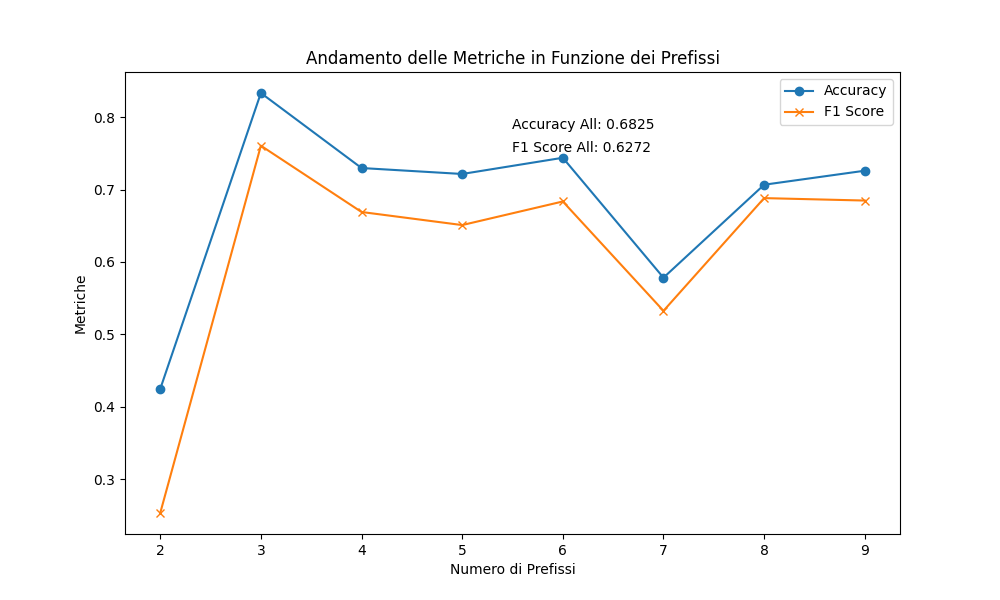 Andamento delle Metriche in Funzione dei Prefissi
Accuracy
F1 Score
Accuracy All: 0.6825
F1 Score All: 0.6272
Metriche
0.8
0.7
0.6
0.5
0.4
0.3
2 3 4 5 6 7 8 9
Numero di Prefissi